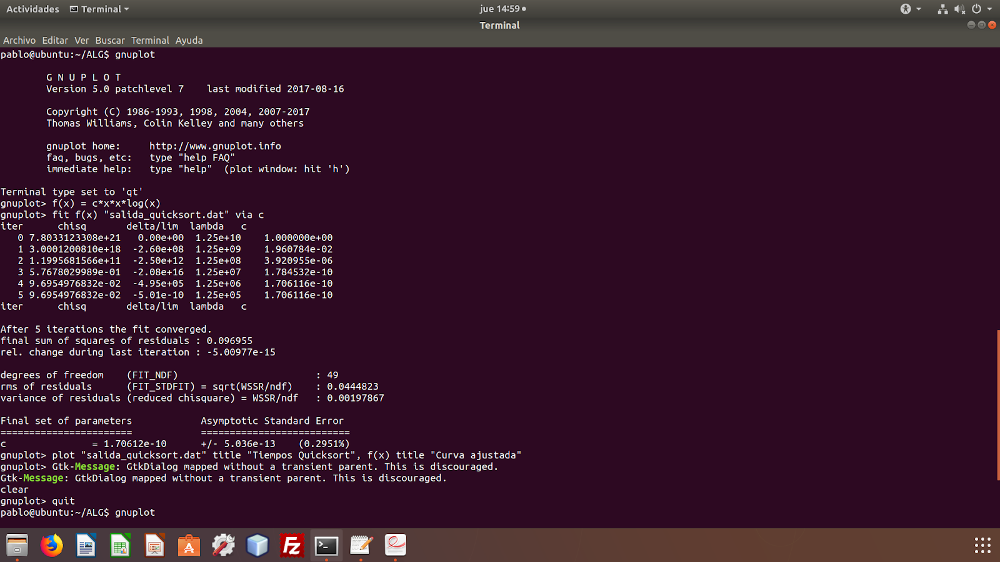 Actividades Terminal jue 14:59
Terminal
Archivo Editar Ver Buscar Terminal Ayuda
pablo@ubuntu:~/ALG$ gnuplot
G N U P L O T
Version 5.0 patchlevel 7    last modified 2017-08-16
Copyright (C) 1986-1993, 1998, 2004, 2007-2017
Thomas Williams, Colin Kelley and many others
gnuplot home:     http://www.gnuplot.info
faq, bugs, etc:   type "help FAQ"
immediate help:   type "help"  (plot window: hit 'h')
Terminal type set to 'qt'
gnuplot> f(x) = c*x*x*log(x)
gnuplot> fit f(x) "salida_quicksort.dat" via c
iter      chisq       delta/lim  lambda   c
   0 7.8033123308e+21   0.00e+00  1.25e+10    1.000000e+00
   1 3.0001200810e+18  -2.60e+08  1.25e+09    1.960784e-02
   2 1.1995681566e+11  -2.50e+12  1.25e+08    3.920955e-06
   3 5.7678029989e-01  -2.08e+16  1.25e+07    1.784532e-10
   4 9.6954976832e-02  -4.95e+05  1.25e+06    1.706116e-10
   5 9.6954976832e-02  -5.01e-10  1.25e+05    1.706116e-10
iter      chisq       delta/lim  lambda   c
After 5 iterations the fit converged.
final sum of squares of residuals : 0.096955
rel. change during last iteration : -5.00977e-15
degrees of freedom    (FIT_NDF)                        : 49
rms of residuals      (FIT_STDFIT) = sqrt(WSSR/ndf)    : 0.0444823
variance of residuals (reduced chisquare) = WSSR/ndf   : 0.00197867
Final set of parameters            Asymptotic Standard Error
=======================            ==========================
c               = 1.70612e-10      +/- 5.036e-13    (0.2951%)
gnuplot> plot "salida_quicksort.dat" title "Tiempos Quicksort", f(x) title "Curva ajustada"
gnuplot> Gtk-Message: GtkDialog mapped without a transient parent. This is discouraged.
Gtk-Message: GtkDialog mapped without a transient parent. This is discouraged.
clear
gnuplot> quit
pablo@ubuntu:~/ALG$ gnuplot